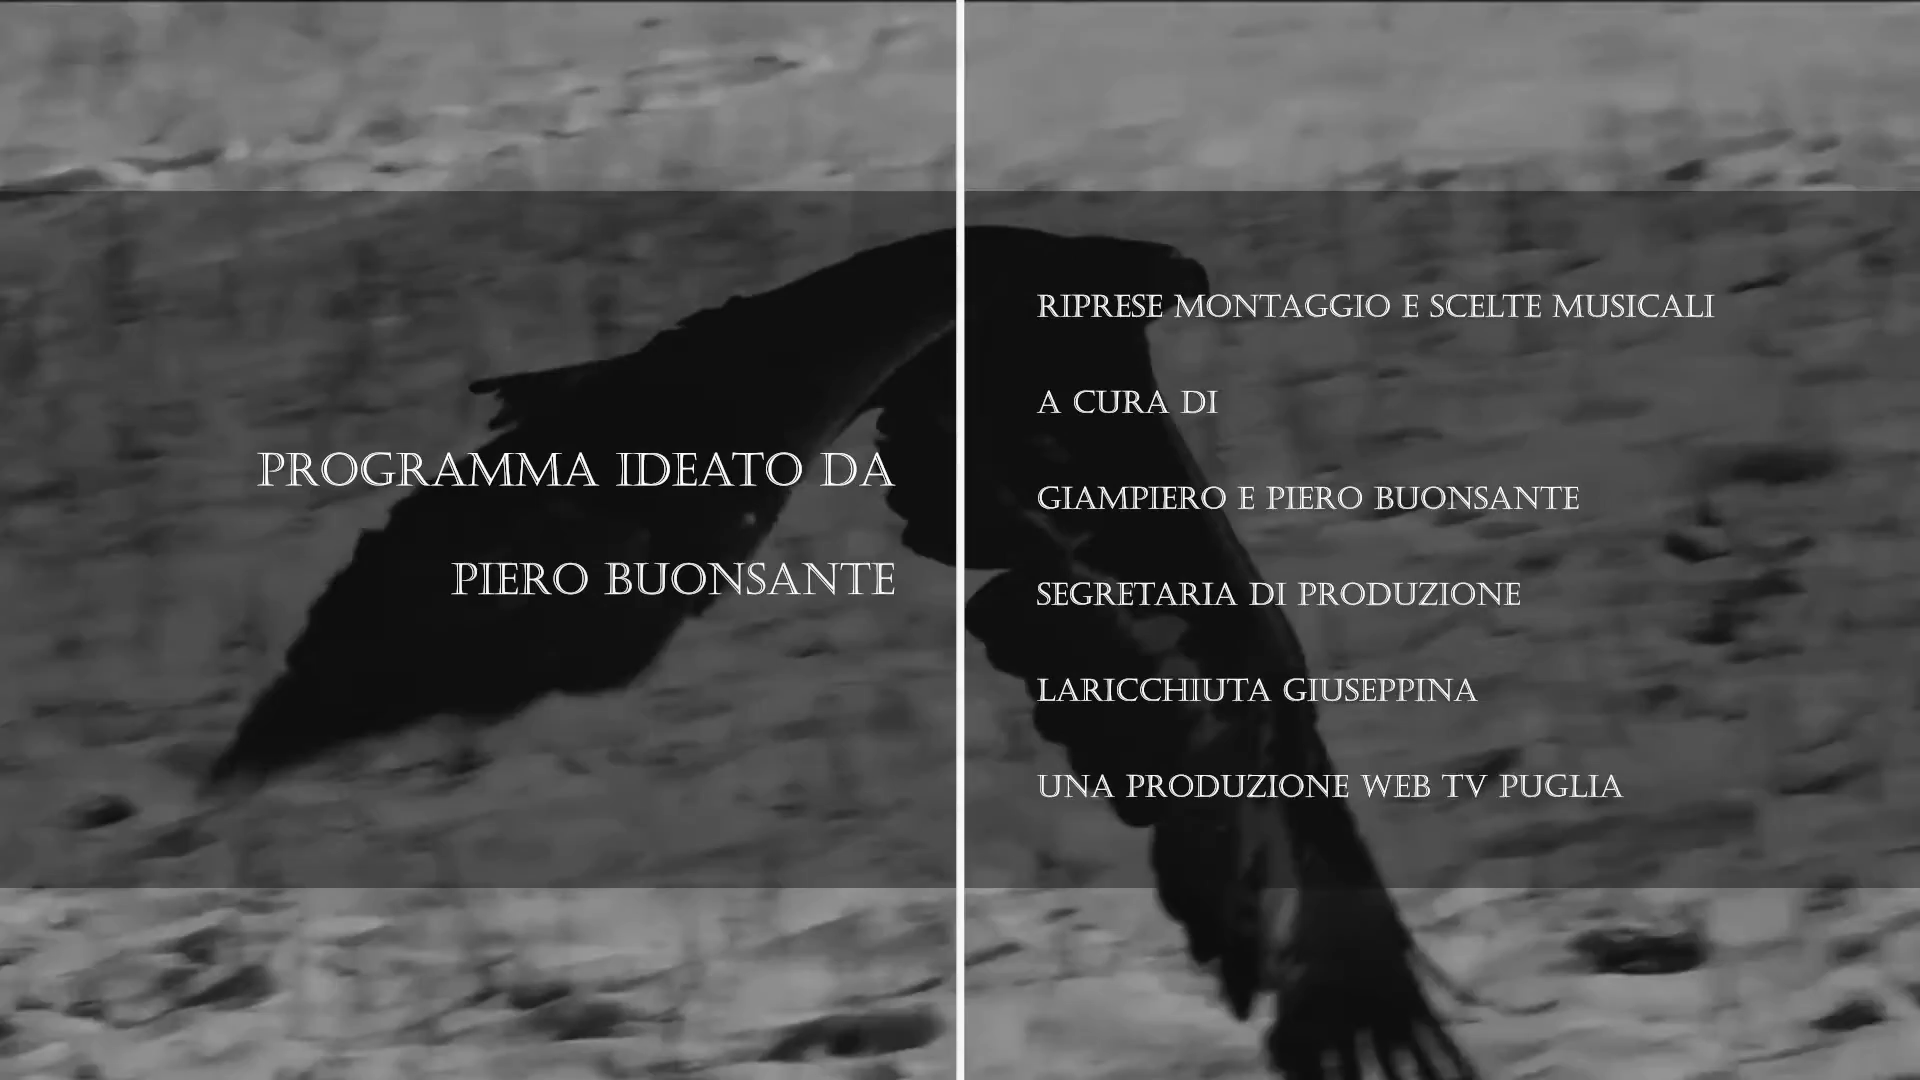 PROGRAMMA IDEATO DA
PIERO BUONSANTE
RIPRESE MONTAGGIO E SCELTE MUSICALI
A CURA DI
GIAMPIERO E PIERO BUONSANTE
SEGRETARIA DI PRODUZIONE
LARICCHIUTA GIUSEPPINA
UNA PRODUZIONE WEB TV PUGLIA